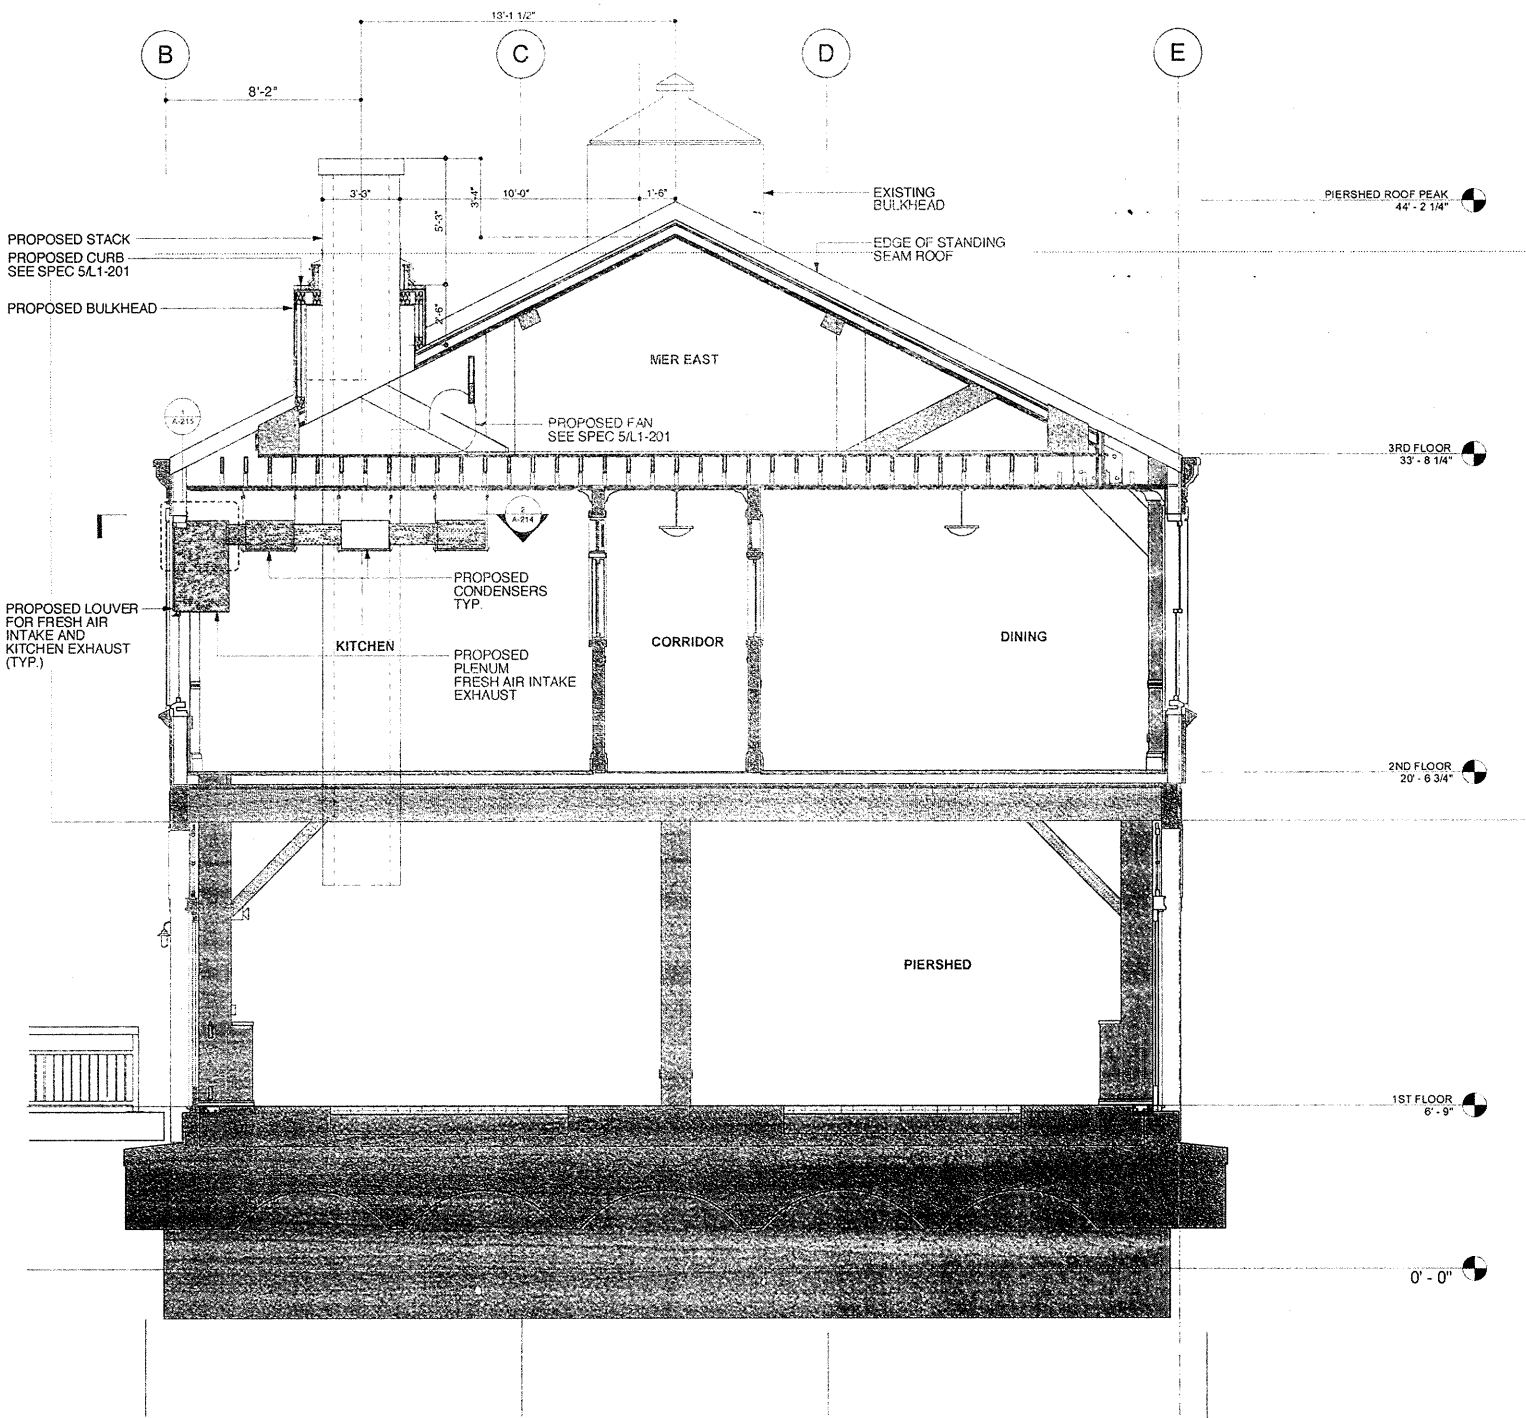 13'-1 1/2"
B
C
D
E
8'-2"
3'-3"
10'-0"
1'-6"
3'-4"
5'-3"
2'-6"
EXISTING
BULKHEAD
PIERSHED ROOF PEAK
44' - 2 1/4"
PROPOSED STACK
PROPOSED CURB
SEE SPEC 5/L1-201
PROPOSED BULKHEAD
EDGE OF STANDING
SEAM ROOF
MER EAST
1
A-215
PROPOSED FAN
SEE SPEC 5/L1-201
3RD FLOOR
33' - 8 1/4"
2
A-214
PROPOSED
CONDENSERS
TYP.
PROPOSED LOUVER
FOR FRESH AIR
INTAKE AND
KITCHEN EXHAUST
(TYP.)
KITCHEN
CORRIDOR
DINING
PROPOSED
PLENUM
FRESH AIR INTAKE
EXHAUST
2ND FLOOR
20' - 6 3/4"
PIERSHED
1ST FLOOR
6' - 9"
0' - 0"